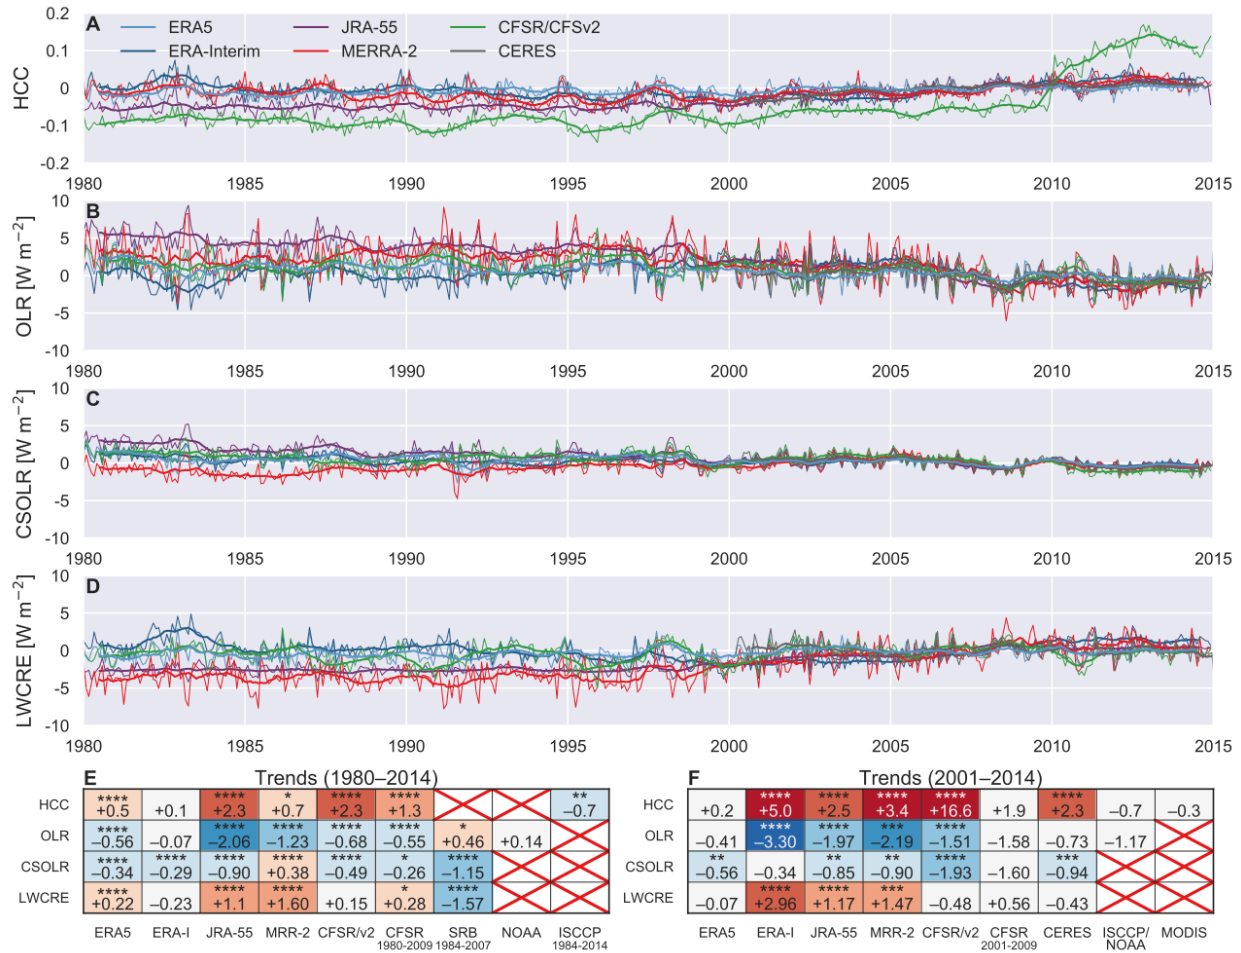 A
ERA5 JRA-55 CFSR/CFSv2
ERA-Interim MERRA-2 CERES
HCC
0.2
0.1
0
-0.1
-0.2
1980 1985 1990 1995 2000 2005 2010 2015
B
OLR [W m−2]
10
5
0
-5
-10
1980 1985 1990 1995 2000 2005 2010 2015
C
CSOLR [W m−2]
10
5
0
-5
-10
1980 1985 1990 1995 2000 2005 2010 2015
D
LWCRE [W m−2]
10
5
0
-5
-10
1980 1985 1990 1995 2000 2005 2010 2015
E Trends (1980–2014)
**** **** * **** **** **
HCC +0.5 +0.1 +2.3 +0.7 +2.3 +1.3 −0.7
**** **** **** **** **** *
OLR −0.56 −0.07 −2.06 −1.23 −0.68 −0.55 +0.46 +0.14
**** **** **** **** **** * ****
CSOLR −0.34 −0.29 −0.90 +0.38 −0.49 −0.26 −1.15
**** **** **** * ****
LWCRE +0.22 −0.23 +1.1 +1.60 +0.15 +0.28 −1.57
ERA5 ERA-I JRA-55 MRR-2 CFSR/v2 CFSR SRB NOAA ISCCP
1980-2009 1984-2007 1984-2014
F Trends (2001–2014)
**** **** **** **** ****
HCC +0.2 +5.0 +2.5 +3.4 +16.6 +1.9 +2.3 −0.7 −0.3
**** **** *** ****
OLR −0.41 −3.30 −1.97 −2.19 −1.51 −1.58 −0.73 −1.17
** ** ** **** ***
CSOLR −0.56 −0.34 −0.85 −0.90 −1.93 −1.60 −0.94
**** **** ***
LWCRE −0.07 +2.96 +1.17 +1.47 −0.48 +0.56 −0.43
ERA5 ERA-I JRA-55 MRR-2 CFSR/v2 CFSR CERES ISCCP/ MODIS
2001-2009 NOAA